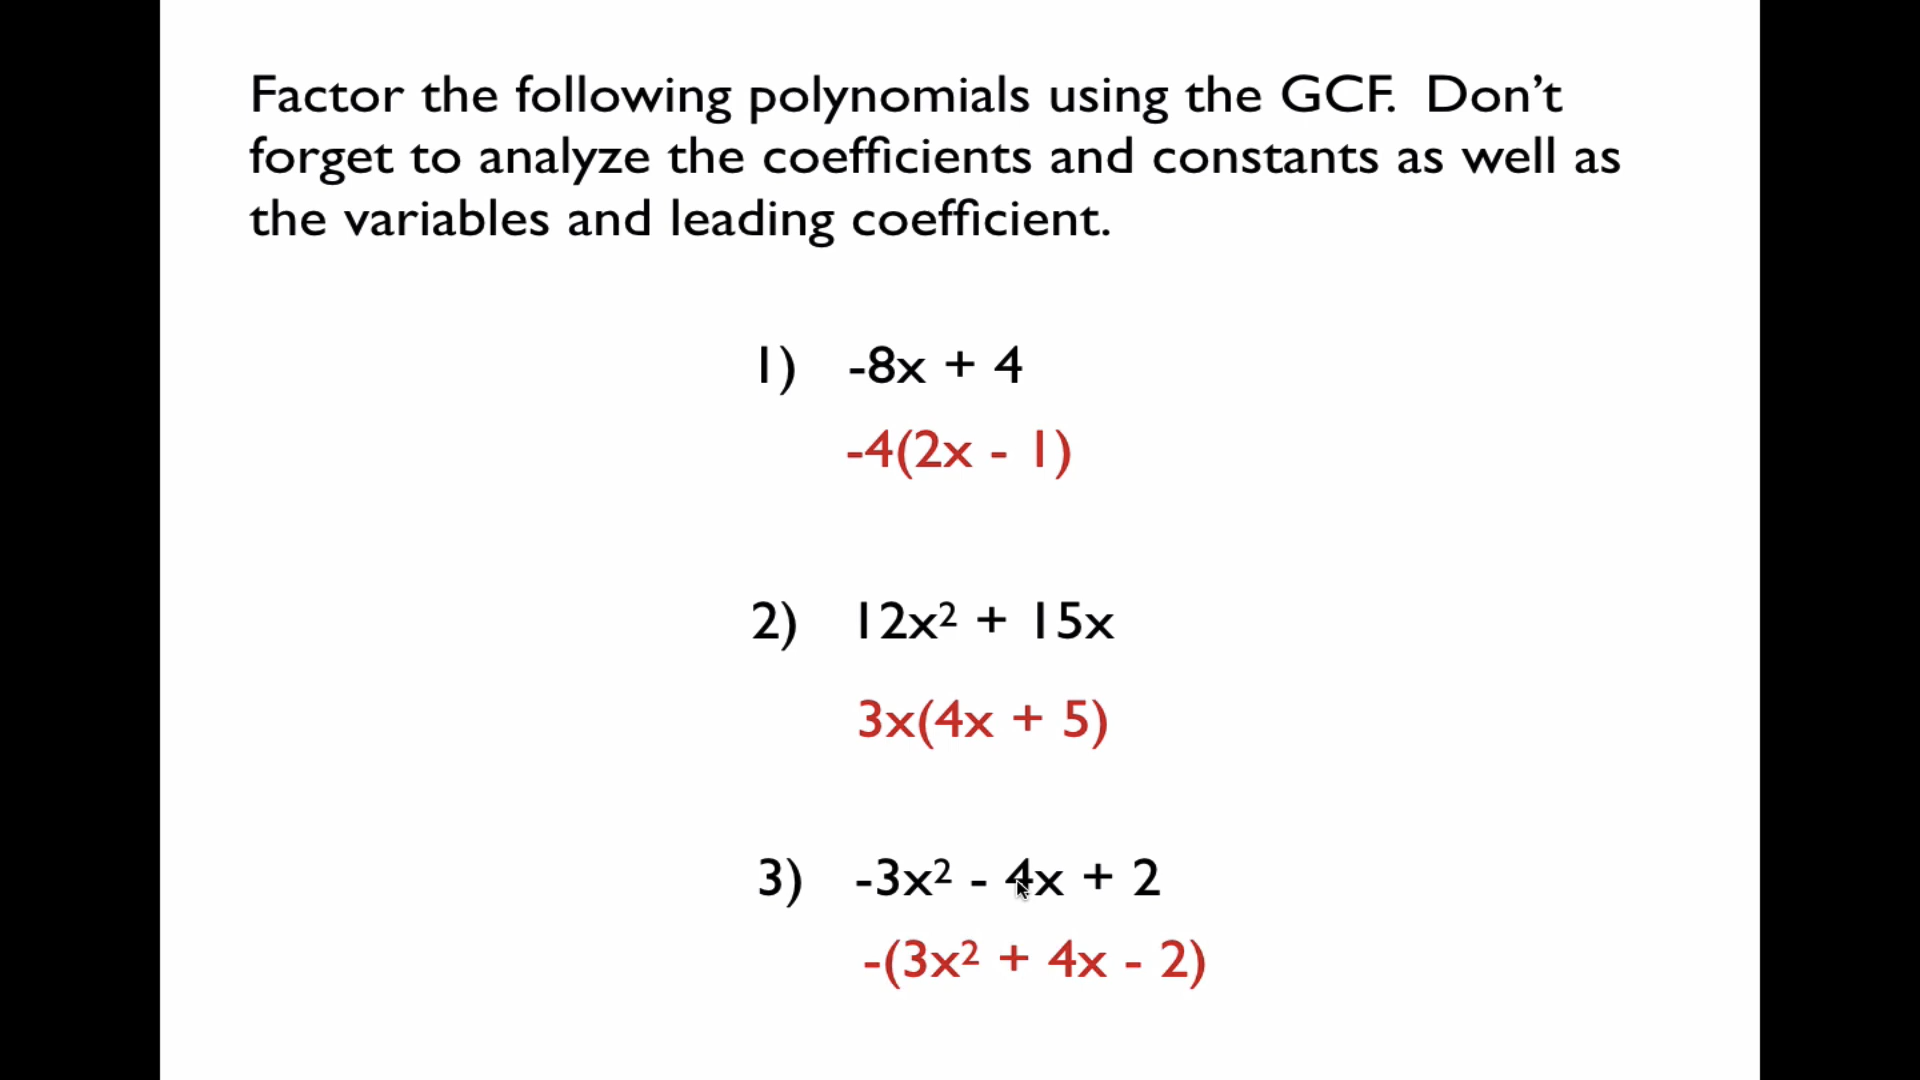 Factor the following polynomials using the GCF.  Don’t
forget to analyze the coefficients and constants as well as
the variables and leading coefficient.
1) -8x + 4
-4(2x - 1)
2) 12x² + 15x
3x(4x + 5)
3) -3x² - 4x + 2
-(3x² + 4x - 2)